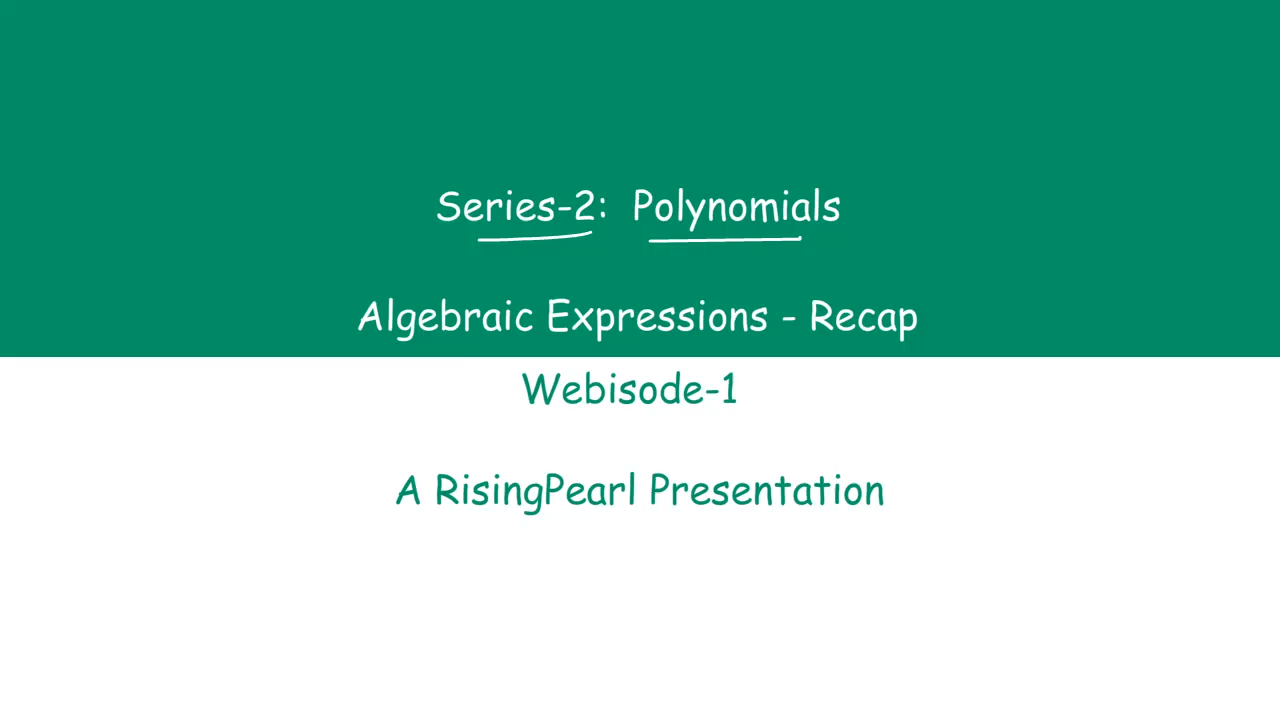 Series-2: Polynomials
Algebraic Expressions - Recap
Webisode-1
A RisingPearl Presentation